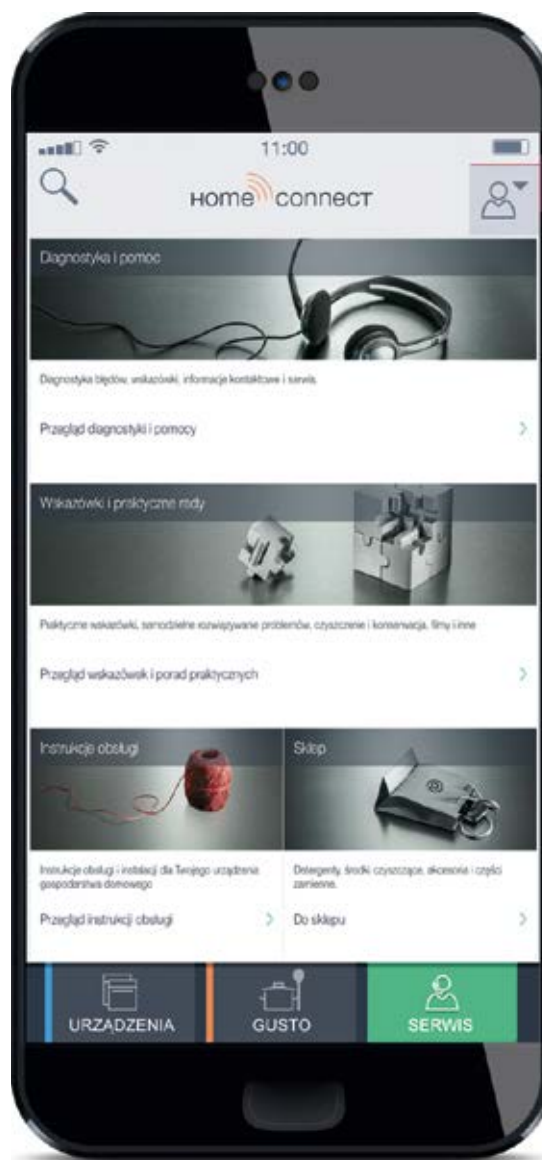 11:00
HOME CONNECT
Diagnostyka i pomoc
Diagnostyka błędów, wskazówki, informacje kontaktowe i serwis.
Przegląd diagnostyki i pomocy
Wskazówki i praktyczne rady
Praktyczne wskazówki, samodzielne rozwiązywane problemów, czyszczenie i konserwacja, filmy i inne
Przegląd wskazówek i porad praktycznych
Instrukcje obsługi
Instrukcje obsługi i instalacji dla Twojego urządzenia
gospodarstwa domowego
Przegląd instrukcji obsługi
Sklep
Detergenty, środki czyszczące, akcesoria i części
zamienne.
Do sklepu
URZĄDZENIA
GUSTO
SERWIS